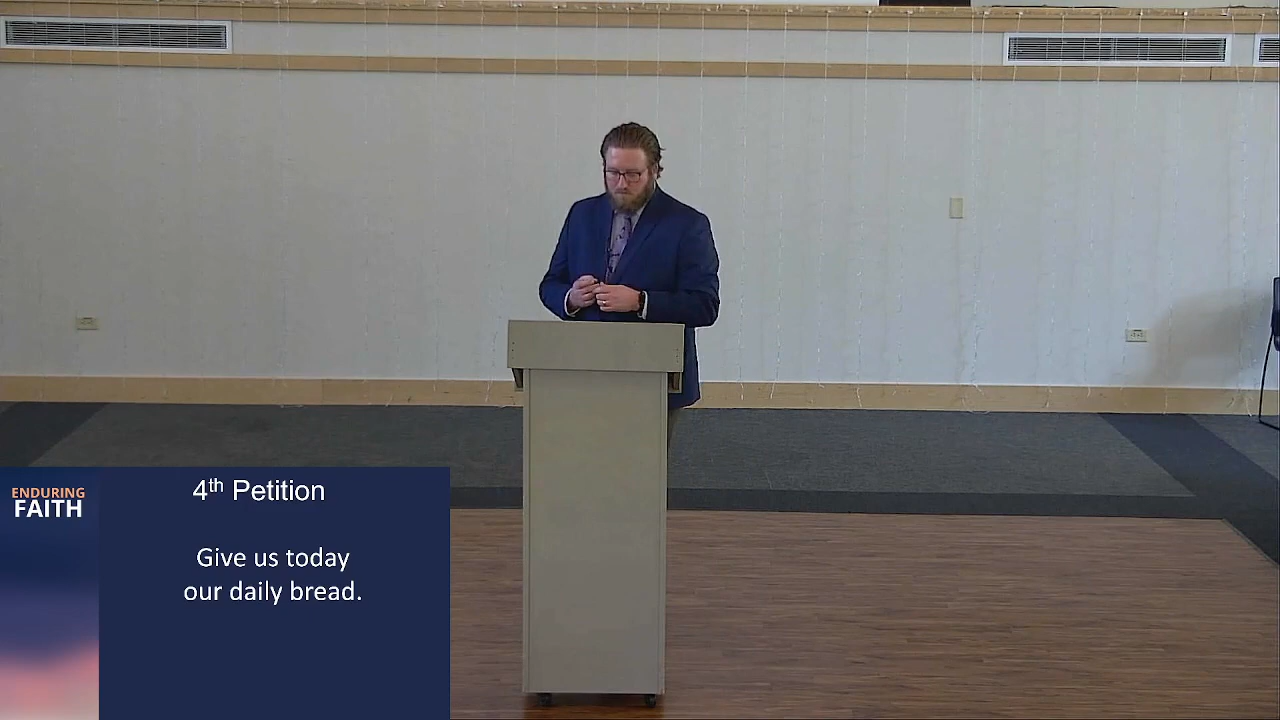 ENDURING
FAITH
4th Petition
Give us today
our daily bread.